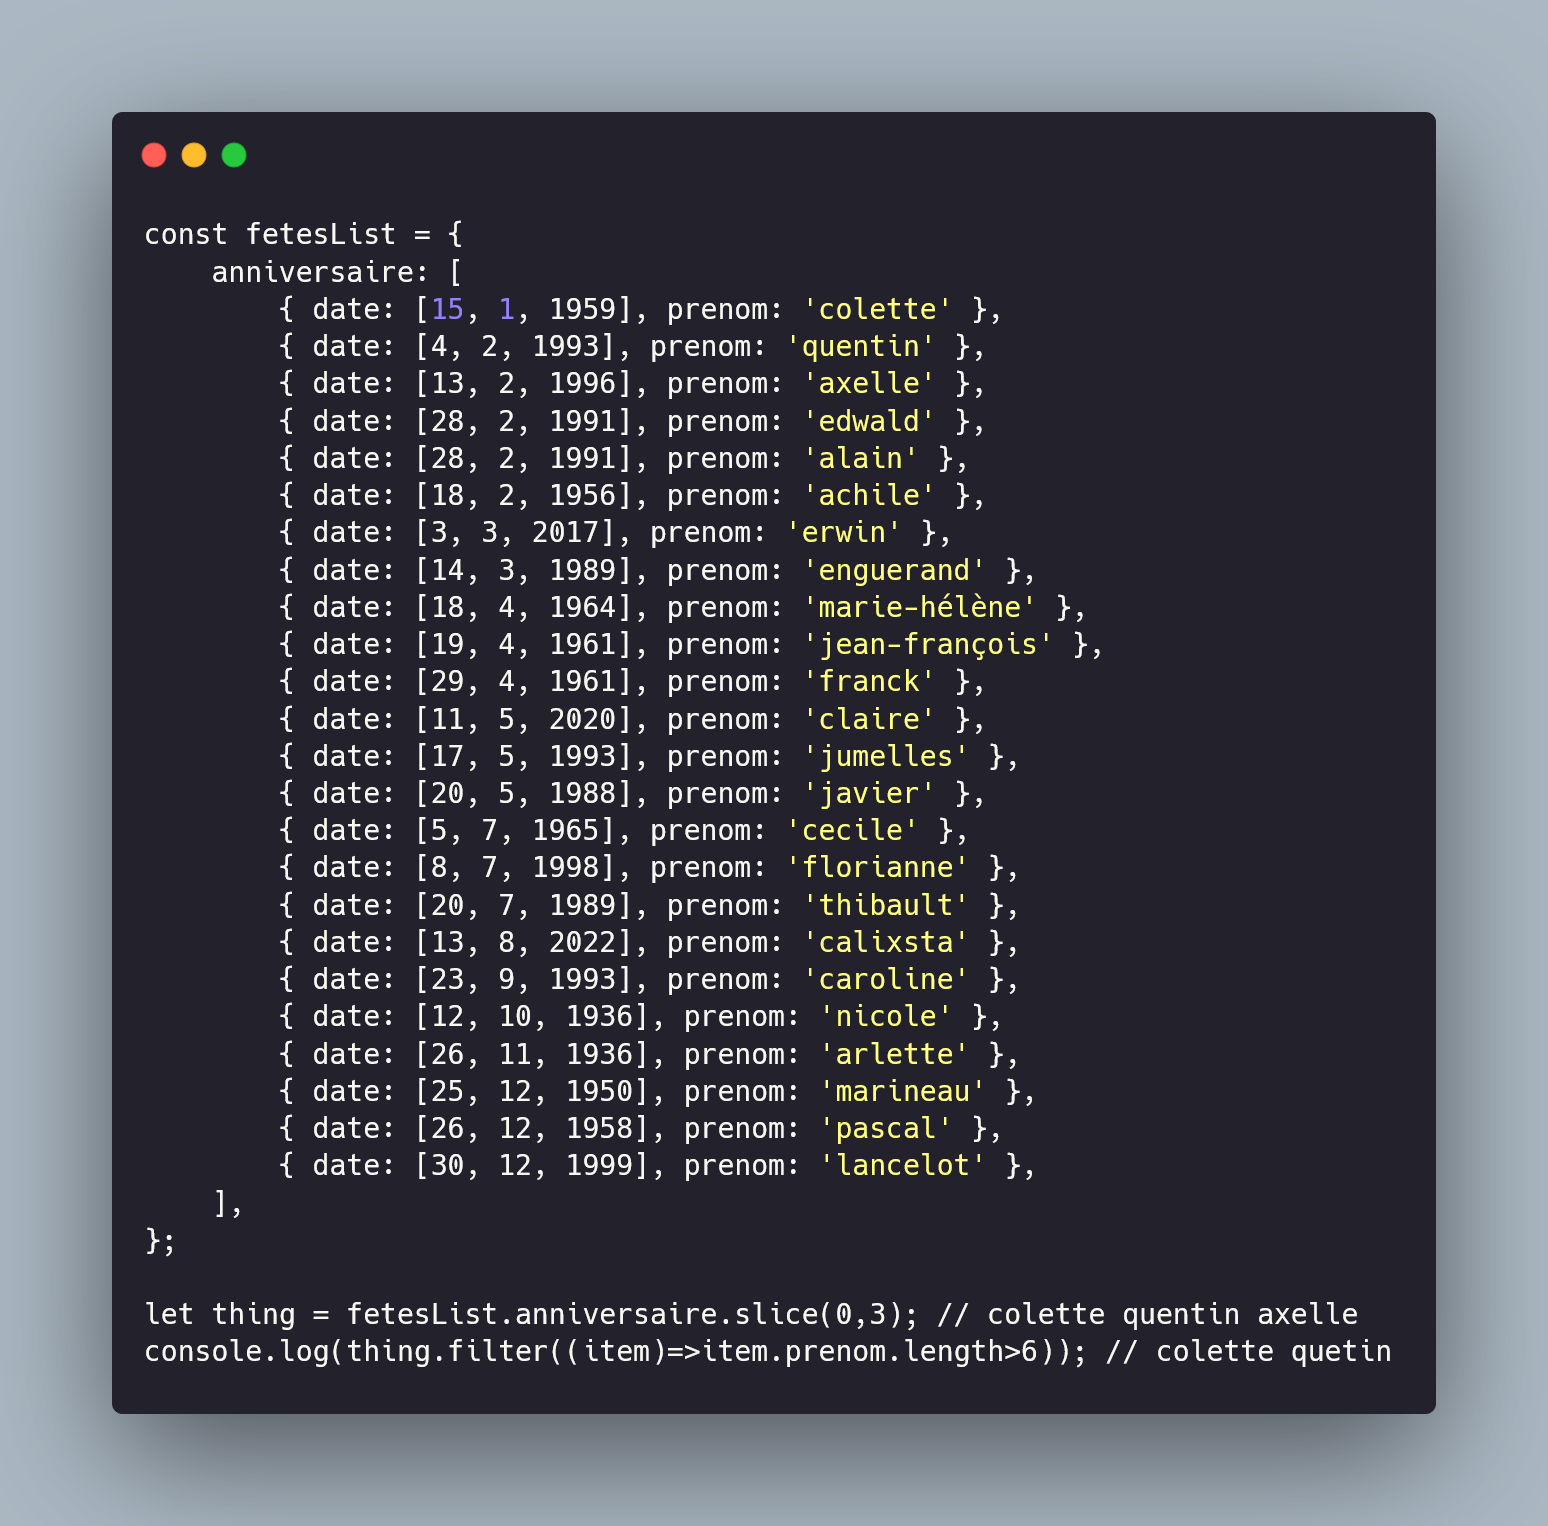 const fetesList = {
    anniversaire: [
        { date: [15, 1, 1959], prenom: 'colette' },
        { date: [4, 2, 1993], prenom: 'quentin' },
        { date: [13, 2, 1996], prenom: 'axelle' },
        { date: [28, 2, 1991], prenom: 'edwald' },
        { date: [28, 2, 1991], prenom: 'alain' },
        { date: [18, 2, 1956], prenom: 'achile' },
        { date: [3, 3, 2017], prenom: 'erwin' },
        { date: [14, 3, 1989], prenom: 'enguerand' },
        { date: [18, 4, 1964], prenom: 'marie-hélène' },
        { date: [19, 4, 1961], prenom: 'jean-françois' },
        { date: [29, 4, 1961], prenom: 'franck' },
        { date: [11, 5, 2020], prenom: 'claire' },
        { date: [17, 5, 1993], prenom: 'jumelles' },
        { date: [20, 5, 1988], prenom: 'javier' },
        { date: [5, 7, 1965], prenom: 'cecile' },
        { date: [8, 7, 1998], prenom: 'florianne' },
        { date: [20, 7, 1989], prenom: 'thibault' },
        { date: [13, 8, 2022], prenom: 'calixsta' },
        { date: [23, 9, 1993], prenom: 'caroline' },
        { date: [12, 10, 1936], prenom: 'nicole' },
        { date: [26, 11, 1936], prenom: 'arlette' },
        { date: [25, 12, 1950], prenom: 'marineau' },
        { date: [26, 12, 1958], prenom: 'pascal' },
        { date: [30, 12, 1999], prenom: 'lancelot' },
    ],
};

let thing = fetesList.anniversaire.slice(0,3); // colette quentin axelle
console.log(thing.filter((item)=>item.prenom.length>6)); // colette quetin